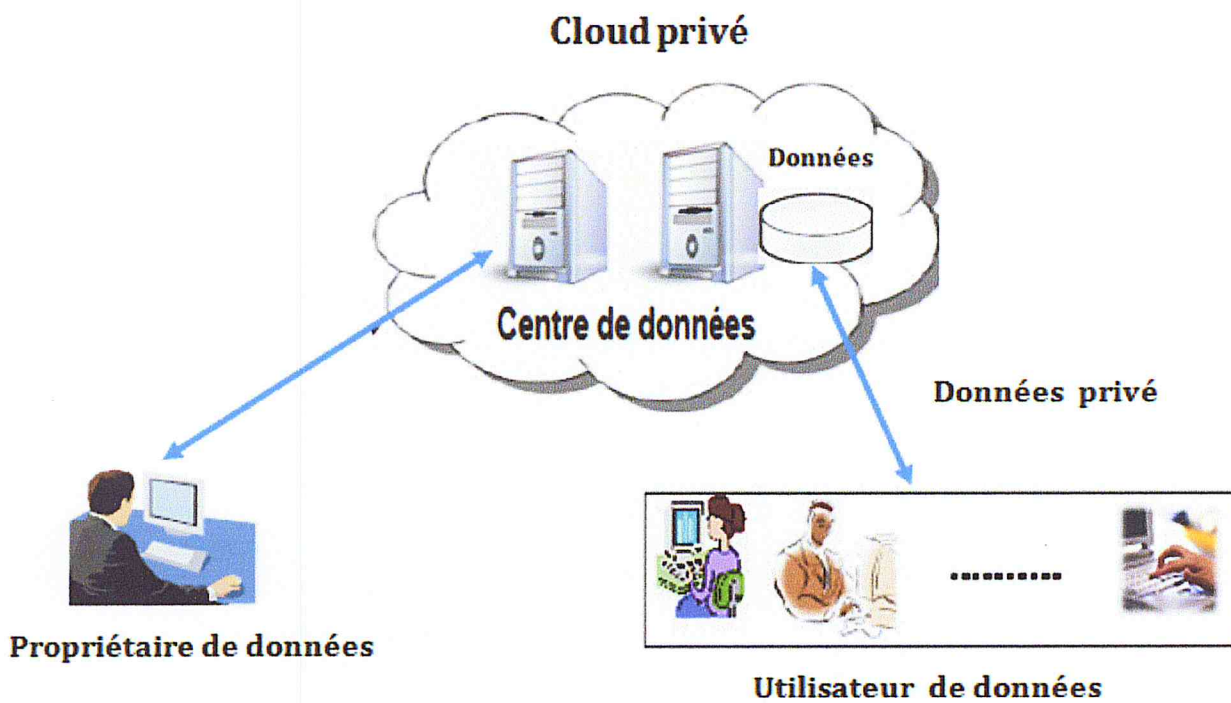 Cloud privé
Données
Centre de données
Données privé
Propriétaire de données
Utilisateur de données